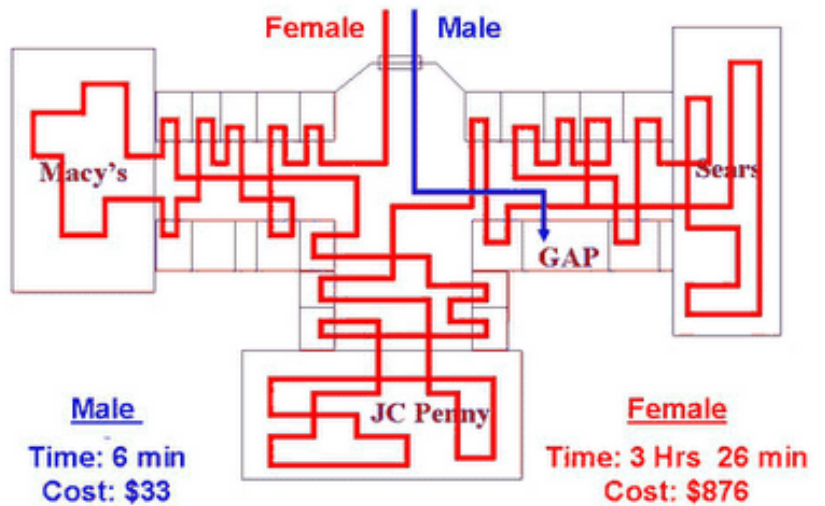 Female Male
Macy's
Sears
GAP
JC Penny
Male
Time: 6 min
Cost: $33
Female
Time: 3 Hrs 26 min
Cost: $876